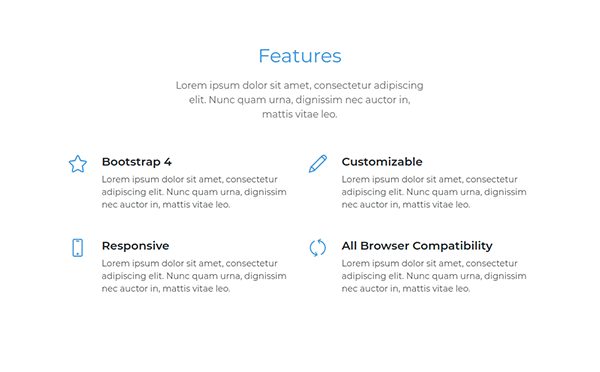 Features
Lorem ipsum dolor sit amet, consectetur adipiscing
elit. Nunc quam urna, dignissim nec auctor in,
mattis vitae leo.
Bootstrap 4
Lorem ipsum dolor sit amet, consectetur
adipiscing elit. Nunc quam urna, dignissim
nec auctor in, mattis vitae leo.
Customizable
Lorem ipsum dolor sit amet, consectetur
adipiscing elit. Nunc quam urna, dignissim
nec auctor in, mattis vitae leo.
Responsive
Lorem ipsum dolor sit amet, consectetur
adipiscing elit. Nunc quam urna, dignissim
nec auctor in, mattis vitae leo.
All Browser Compatibility
Lorem ipsum dolor sit amet, consectetur
adipiscing elit. Nunc quam urna, dignissim
nec auctor in, mattis vitae leo.